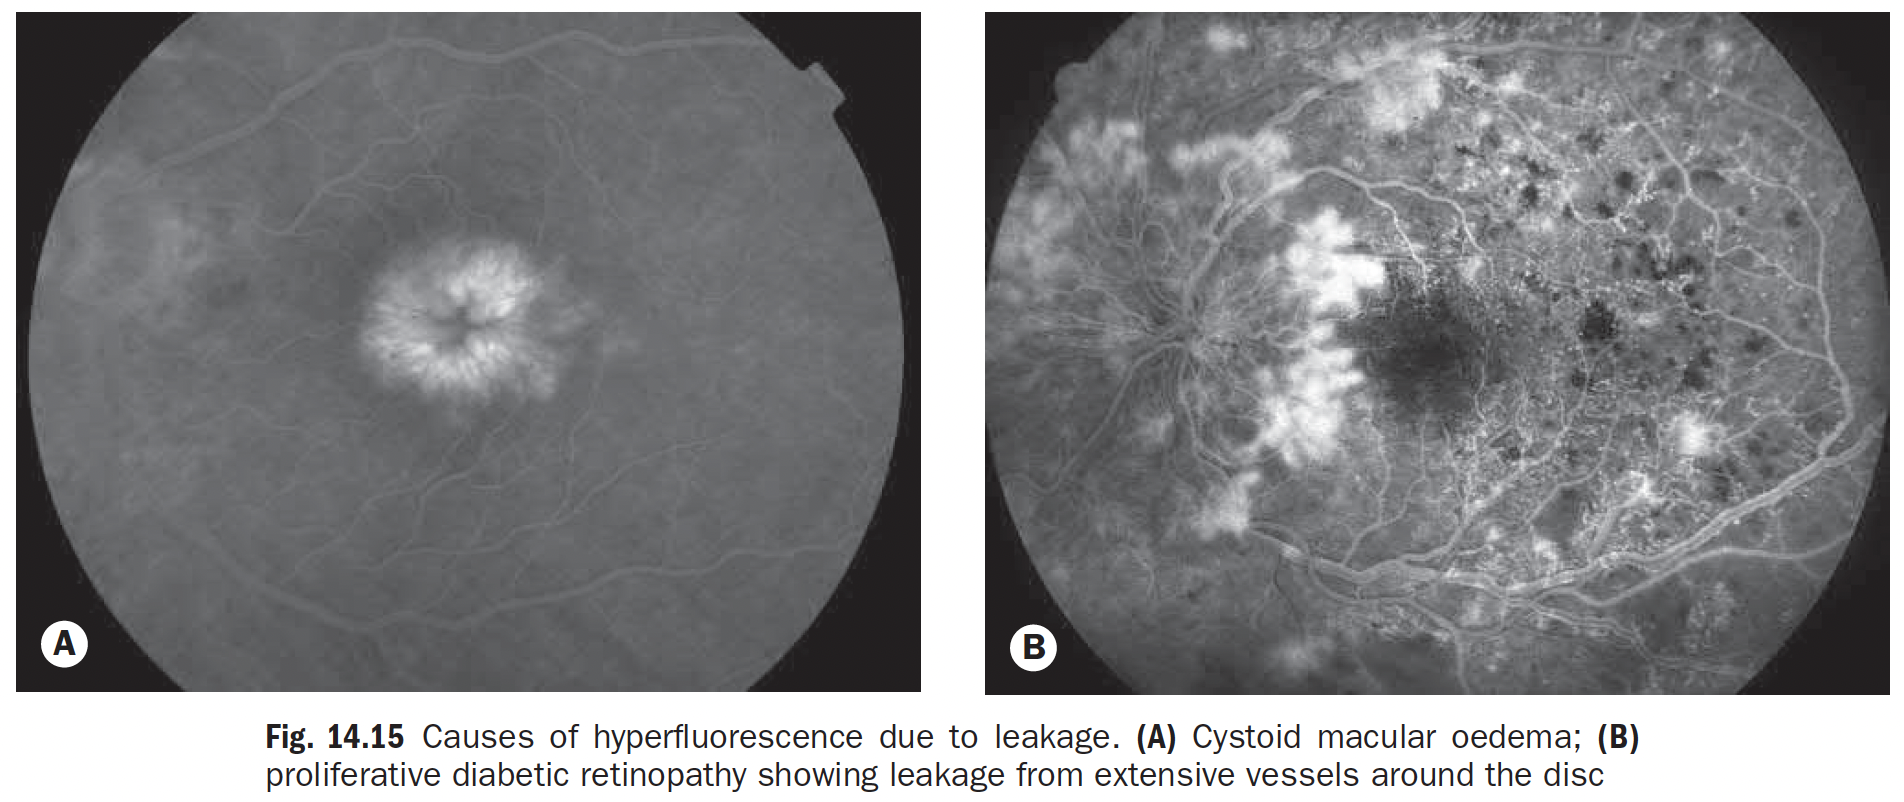 A
B
Fig. 14.15 Causes of hyperfluorescence due to leakage. (A) Cystoid macular oedema; (B)
proliferative diabetic retinopathy showing leakage from extensive vessels around the disc